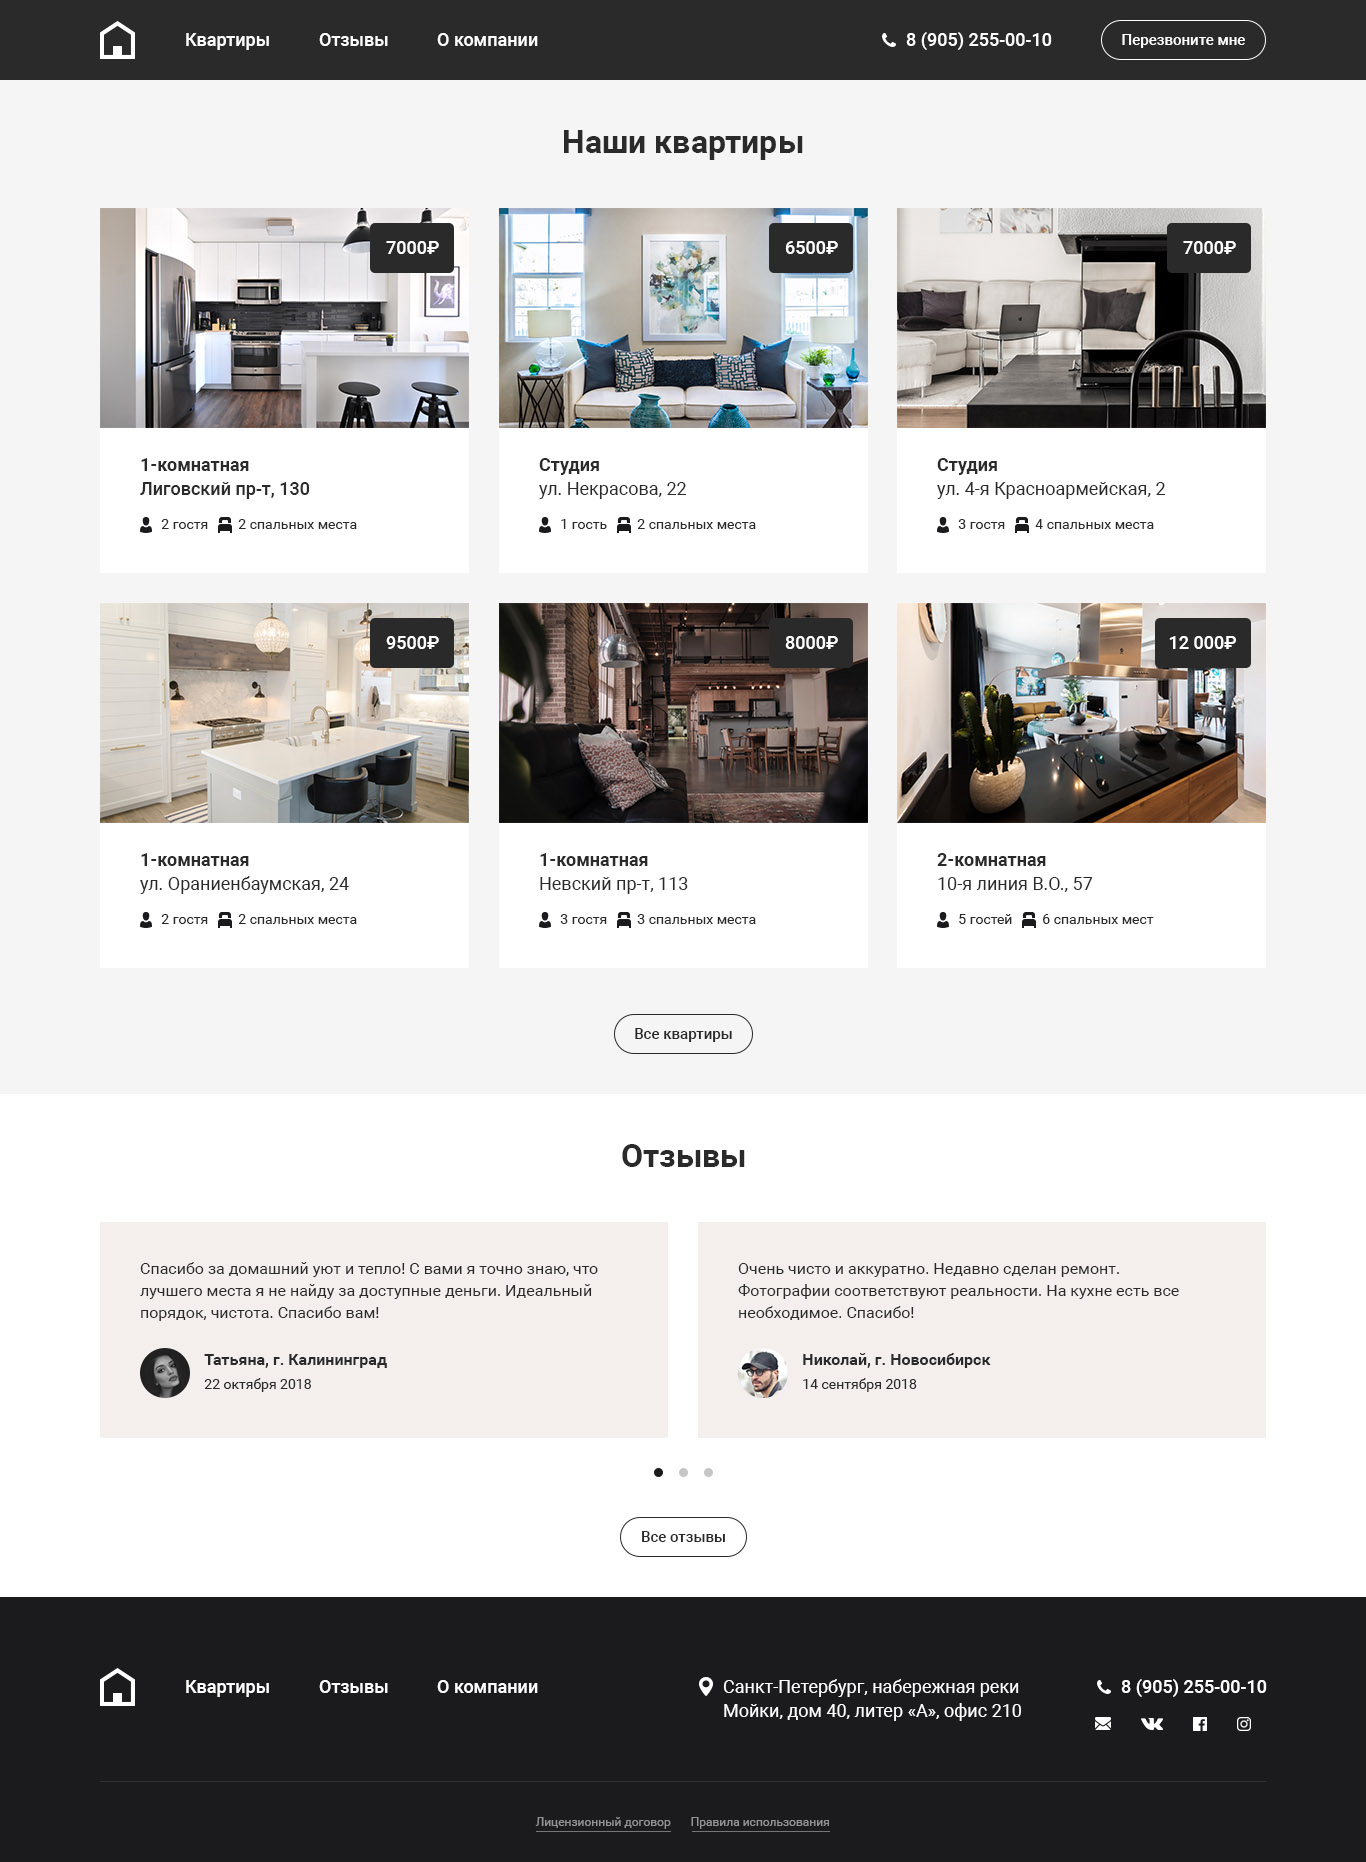 Квартиры
Отзывы
О компании
8 (905) 255-00-10
Перезвоните мне
Наши квартиры
7000₽
6500₽
7000₽
1-комнатная
Лиговский пр-т, 130
2 гостя
2 спальных места
Студия
ул. Некрасова, 22
1 гость
2 спальных места
Студия
ул. 4-я Красноармейская, 2
3 гостя
4 спальных места
9500₽
8000₽
12 000₽
1-комнатная
ул. Ораниенбаумская, 24
2 гостя
2 спальных места
1-комнатная
Невский пр-т, 113
3 гостя
3 спальных места
2-комнатная
10-я линия В.О., 57
5 гостей
6 спальных мест
Все квартиры
Отзывы
Спасибо за домашний уют и тепло! С вами я точно знаю, что
лучшего места я не найду за доступные деньги. Идеальный
порядок, чистота. Спасибо вам!
Татьяна, г. Калининград
22 октября 2018
Очень чисто и аккуратно. Недавно сделан ремонт.
Фотографии соответствуют реальности. На кухне есть все
необходимое. Спасибо!
Николай, г. Новосибирск
14 сентября 2018
Все отзывы
Квартиры
Отзывы
О компании
Санкт-Петербург, набережная реки
Мойки, дом 40, литер «А», офис 210
8 (905) 255-00-10
Лицензионный договор
Правила использования